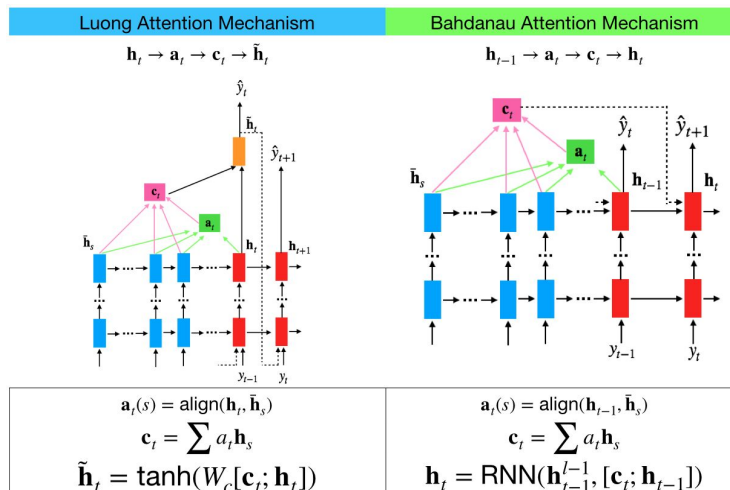 Luong Attention Mechanism
h_t → a_t → c_t → h̃_t
ŷ_t
h̃_t
ŷ_{t+1}
c_t
a_t
h̄_s
h_t
h_{t+1}
...
...
...
...
...
...
y_{t-1}
y_t
a_t(s) = align(h_t, h̄_s)
c_t = ∑ a_t h_s
h̃_t = tanh(W_c[c_t; h_t])
Bahdanau Attention Mechanism
h_{t-1} → a_t → c_t → h_t
c_t
ŷ_t
ŷ_{t+1}
a_t
h̄_s
h_{t-1}
h_t
...
...
...
...
...
...
y_{t-1}
y_t
a_t(s) = align(h_{t-1}, h̄_s)
c_t = ∑ a_t h_s
h_t = RNN(h_{t-1}^{l-1}, [c_t; h_{t-1}])